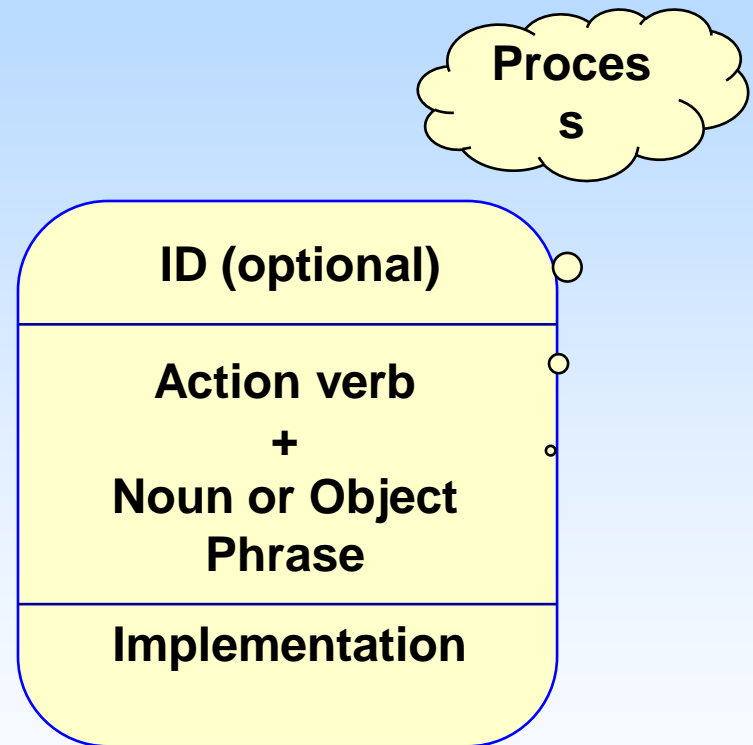 Proces
s
ID (optional)
Action verb
+
Noun or Object
Phrase
Implementation